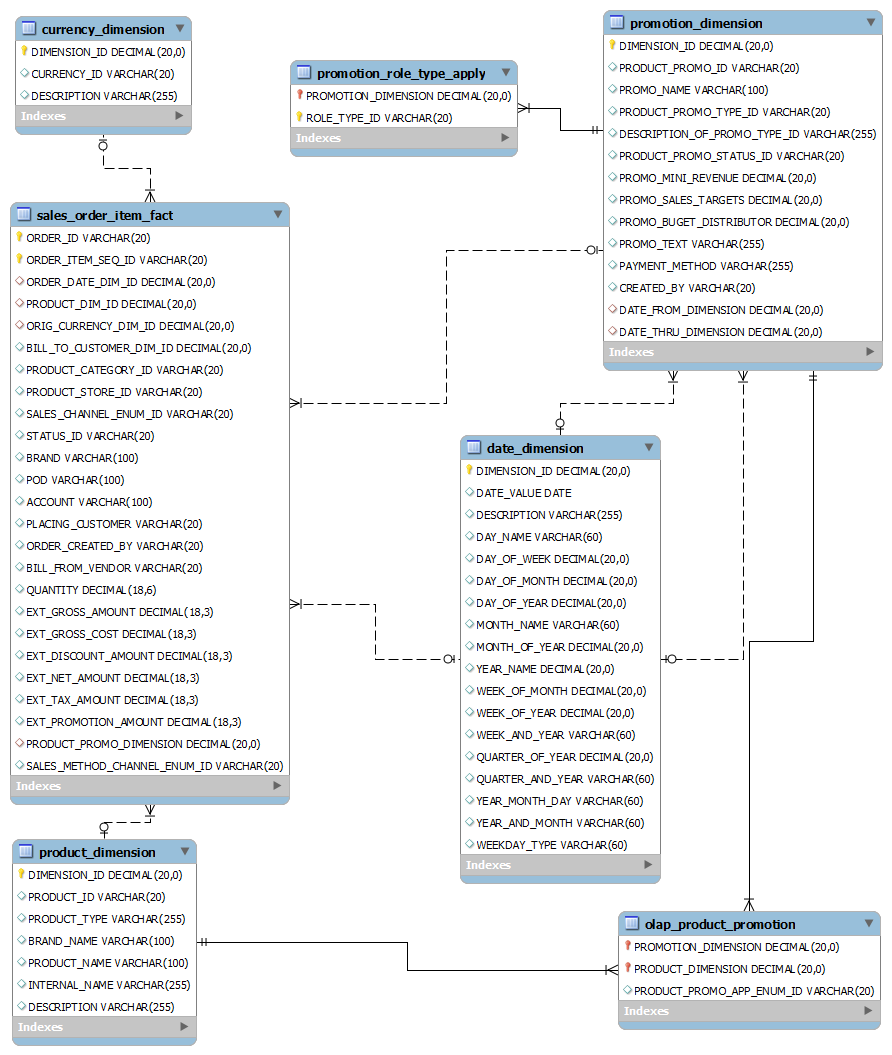 currency_dimension
DIMENSION_ID DECIMAL(20,0)
CURRENCY_ID VARCHAR(20)
DESCRIPTION VARCHAR(255)
Indexes
promotion_role_type_apply
PROMOTION_DIMENSION DECIMAL(20,0)
ROLE_TYPE_ID VARCHAR(20)
Indexes
promotion_dimension
DIMENSION_ID DECIMAL(20,0)
PRODUCT_PROMO_ID VARCHAR(20)
PROMO_NAME VARCHAR(100)
PRODUCT_PROMO_TYPE_ID VARCHAR(20)
DESCRIPTION_OF_PROMO_TYPE_ID VARCHAR(255)
PRODUCT_PROMO_STATUS_ID VARCHAR(20)
PROMO_MINI_REVENUE DECIMAL(20,0)
PROMO_SALES_TARGETS DECIMAL(20,0)
PROMO_BUGET_DISTRIBUTOR DECIMAL(20,0)
PROMO_TEXT VARCHAR(255)
PAYMENT_METHOD VARCHAR(255)
CREATED_BY VARCHAR(20)
DATE_FROM_DIMENSION DECIMAL(20,0)
DATE_THRU_DIMENSION DECIMAL(20,0)
Indexes
sales_order_item_fact
ORDER_ID VARCHAR(20)
ORDER_ITEM_SEQ_ID VARCHAR(20)
ORDER_DATE_DIM_ID DECIMAL(20,0)
PRODUCT_DIM_ID DECIMAL(20,0)
ORIG_CURRENCY_DIM_ID DECIMAL(20,0)
BILL_TO_CUSTOMER_DIM_ID DECIMAL(20,0)
PRODUCT_CATEGORY_ID VARCHAR(20)
PRODUCT_STORE_ID VARCHAR(20)
SALES_CHANNEL_ENUM_ID VARCHAR(20)
STATUS_ID VARCHAR(20)
BRAND VARCHAR(100)
POD VARCHAR(100)
ACCOUNT VARCHAR(100)
PLACING_CUSTOMER VARCHAR(20)
ORDER_CREATED_BY VARCHAR(20)
BILL_FROM_VENDOR VARCHAR(20)
QUANTITY DECIMAL(18,6)
EXT_GROSS_AMOUNT DECIMAL(18,3)
EXT_GROSS_COST DECIMAL(18,3)
EXT_DISCOUNT_AMOUNT DECIMAL(18,3)
EXT_NET_AMOUNT DECIMAL(18,3)
EXT_TAX_AMOUNT DECIMAL(18,3)
EXT_PROMOTION_AMOUNT DECIMAL(18,3)
PRODUCT_PROMO_DIMENSION DECIMAL(20,0)
SALES_METHOD_CHANNEL_ENUM_ID VARCHAR(20)
Indexes
date_dimension
DIMENSION_ID DECIMAL(20,0)
DATE_VALUE DATE
DESCRIPTION VARCHAR(255)
DAY_NAME VARCHAR(60)
DAY_OF_WEEK DECIMAL(20,0)
DAY_OF_MONTH DECIMAL(20,0)
DAY_OF_YEAR DECIMAL(20,0)
MONTH_NAME VARCHAR(60)
MONTH_OF_YEAR DECIMAL(20,0)
YEAR_NAME DECIMAL(20,0)
WEEK_OF_MONTH DECIMAL(20,0)
WEEK_OF_YEAR DECIMAL(20,0)
WEEK_AND_YEAR VARCHAR(60)
QUARTER_OF_YEAR DECIMAL(20,0)
QUARTER_AND_YEAR VARCHAR(60)
YEAR_MONTH_DAY VARCHAR(60)
YEAR_AND_MONTH VARCHAR(60)
WEEKDAY_TYPE VARCHAR(60)
Indexes
product_dimension
DIMENSION_ID DECIMAL(20,0)
PRODUCT_ID VARCHAR(20)
PRODUCT_TYPE VARCHAR(255)
BRAND_NAME VARCHAR(100)
PRODUCT_NAME VARCHAR(100)
INTERNAL_NAME VARCHAR(255)
DESCRIPTION VARCHAR(255)
Indexes
olap_product_promotion
PROMOTION_DIMENSION DECIMAL(20,0)
PRODUCT_DIMENSION DECIMAL(20,0)
PRODUCT_PROMO_APP_ENUM_ID VARCHAR(20)
Indexes